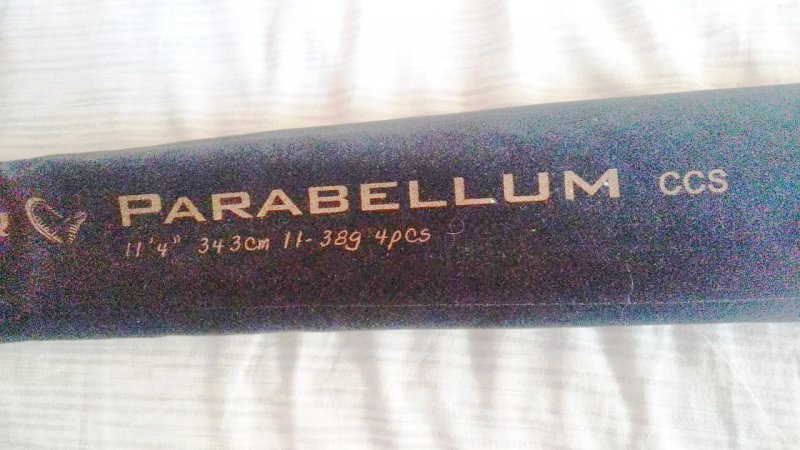 PARABELLUM CCS
11'4" 343cm 11-38g 4pcs